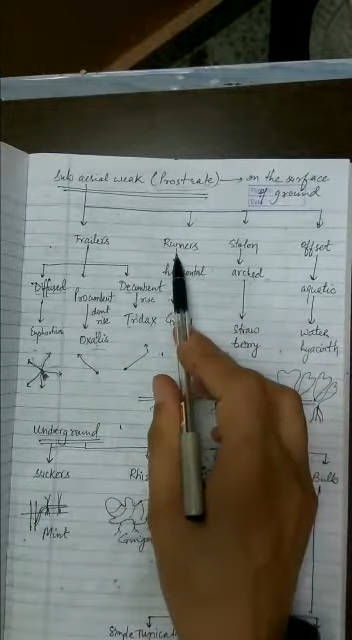 Sub aerial weak (Prostrate) → on the surface
of ground
Trailers Runners Stolon offset
Diffused Procumbent Decumbent horizontal arched aquatic
dont rise rise
Euphorbia Oxalis Tridax Straw berry water hyacinth
Underground
Suckers Bulb
Mint Ginger
Simple Tunicated